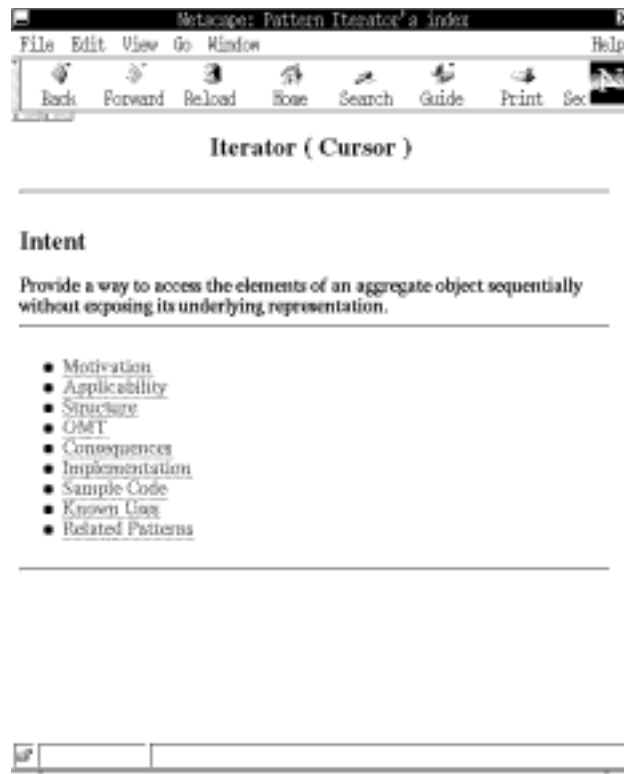 Netscape: Pattern Iterator's index
File Edit View Go Window Help
Back Forward Reload Home Search Guide Print Sec
N
Iterator ( Cursor )
Intent
Provide a way to access the elements of an aggregate object sequentially
without exposing its underlying representation.
Motivation
Applicability
Structure
OMT
Consequences
Implementation
Sample Code
Known Uses
Related Patterns